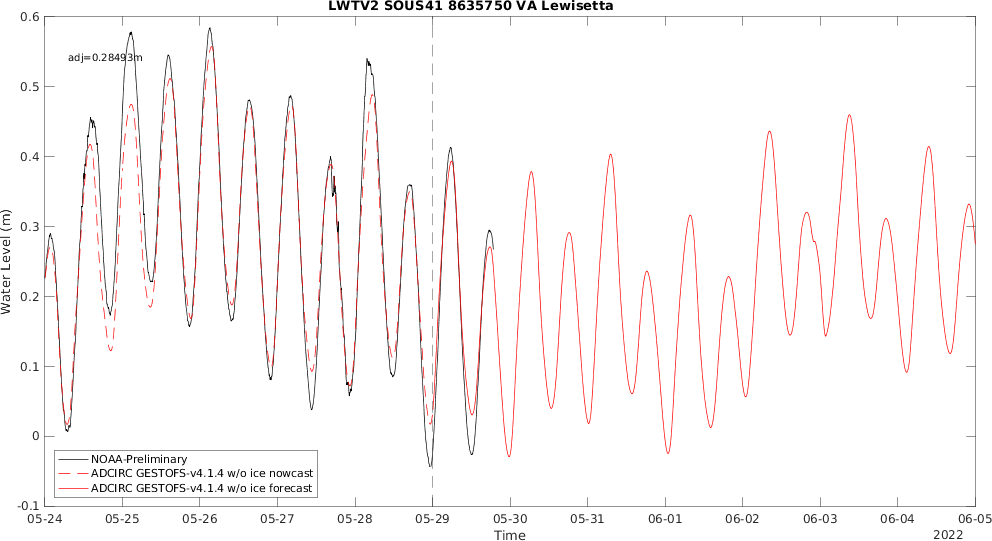 LWTV2 SOUS41 8635750 VA Lewisetta
adj=0.28493m
Water Level (m)
0.6
0.5
0.4
0.3
0.2
0.1
0
-0.1
NOAA-Preliminary
ADCIRC GESTOFS-v4.1.4 w/o ice nowcast
ADCIRC GESTOFS-v4.1.4 w/o ice forecast
05-24 05-25 05-26 05-27 05-28 05-29 05-30 05-31 06-01 06-02 06-03 06-04 06-05
Time
2022